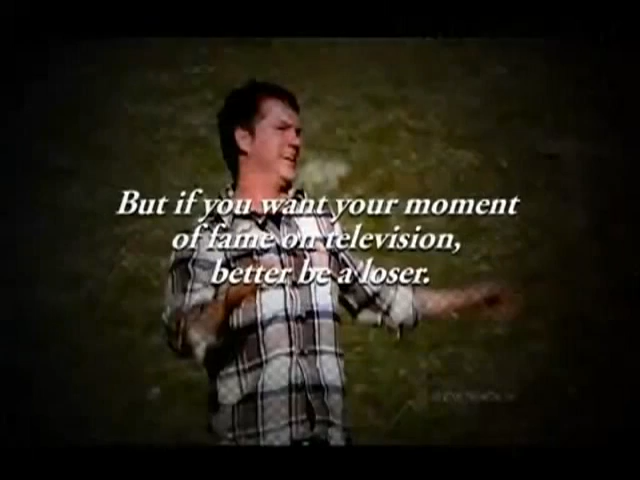 But if you want your moment
of fame on television,
better be a loser.